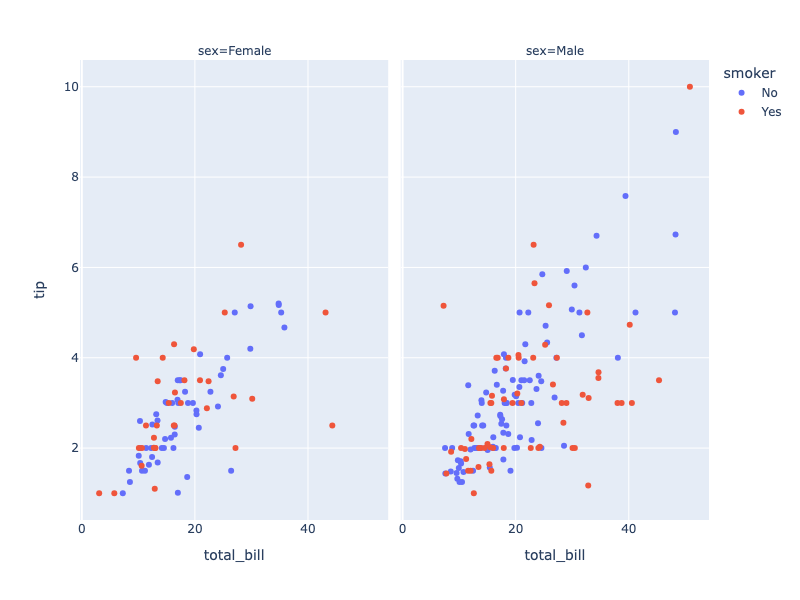 sex=Female
sex=Male
smoker
No
Yes
tip
10
8
6
4
2
0
20
40
0
20
40
total_bill
total_bill